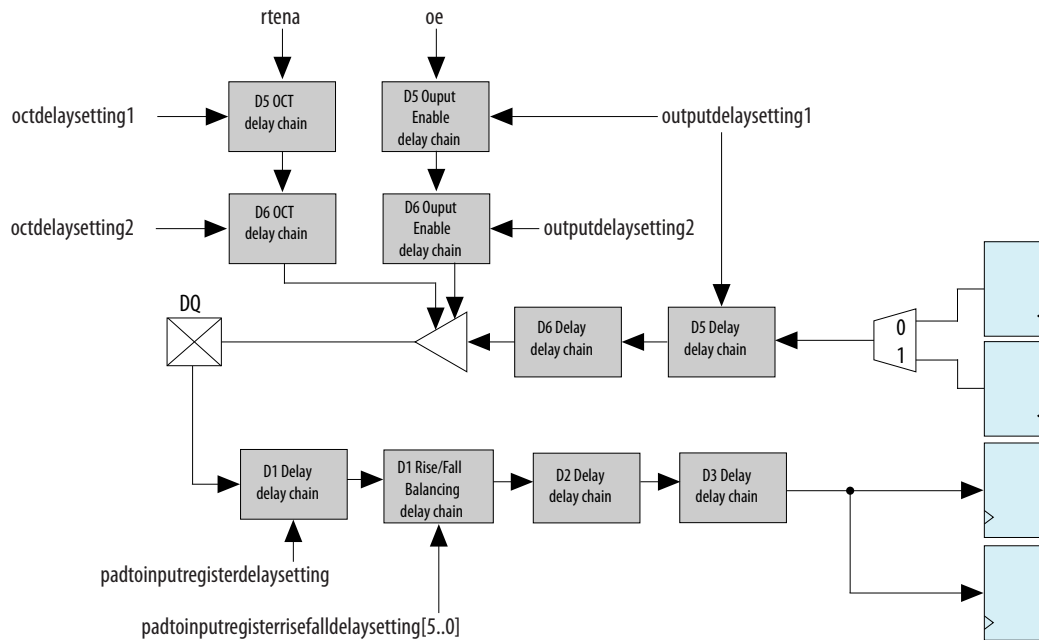 rtena
oe
octdelaysetting1
D5 OCT
delay chain
D5 Ouput
Enable
delay chain
outputdelaysetting1
octdelaysetting2
D6 OCT
delay chain
D6 Ouput
Enable
delay chain
outputdelaysetting2
DQ
D6 Delay
delay chain
D5 Delay
delay chain
0
1
D1 Delay
delay chain
D1 Rise/Fall
Balancing
delay chain
D2 Delay
delay chain
D3 Delay
delay chain
padtoinputregisterdelaysetting
padtoinputregisterrisefalldelaysetting[5..0]